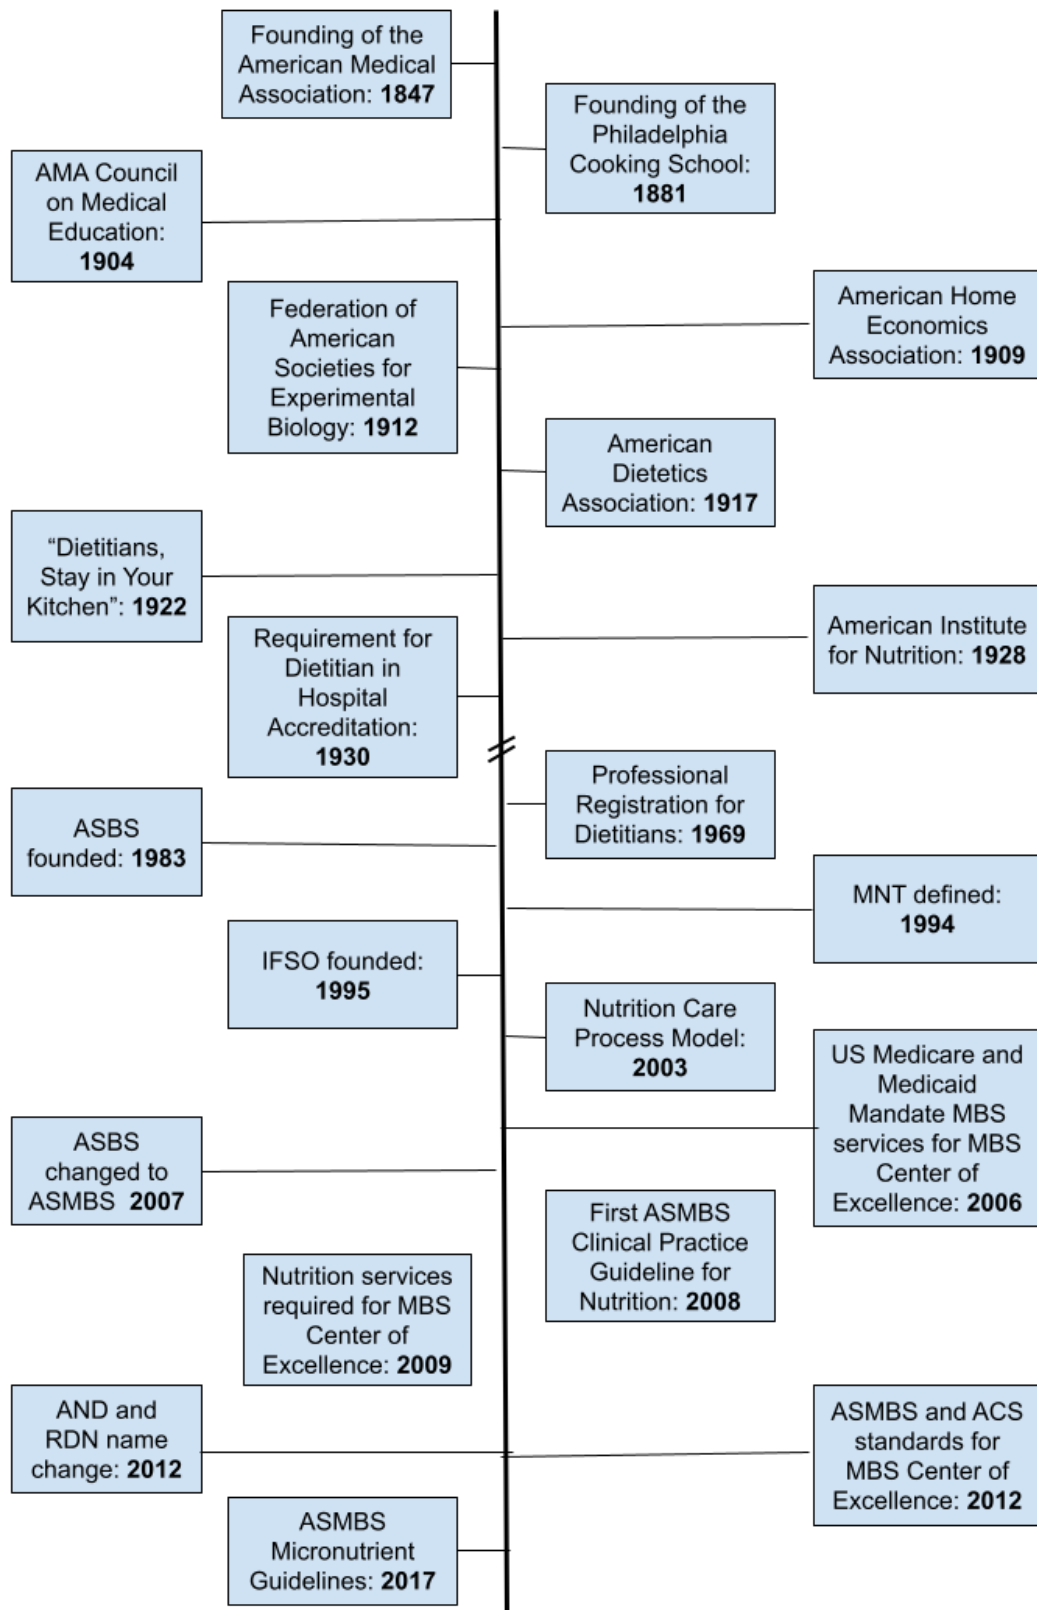 Founding of the
American Medical
Association: 1847
Founding of the
Philadelphia
Cooking School:
1881
AMA Council
on Medical
Education:
1904
American Home
Economics
Association: 1909
Federation of
American
Societies for
Experimental
Biology: 1912
American
Dietetics
Association: 1917
“Dietitians,
Stay in Your
Kitchen”: 1922
American Institute
for Nutrition: 1928
Requirement for
Dietitian in
Hospital
Accreditation:
1930
Professional
Registration for
Dietitians: 1969
ASBS
founded: 1983
MNT defined:
1994
IFSO founded:
1995
Nutrition Care
Process Model:
2003
US Medicare and
Medicaid
Mandate MBS
services for MBS
Center of
Excellence: 2006
ASBS
changed to
ASMBS 2007
First ASMBS
Clinical Practice
Guideline for
Nutrition: 2008
Nutrition services
required for MBS
Center of
Excellence: 2009
AND and
RDN name
change: 2012
ASMBS and ACS
standards for
MBS Center of
Excellence: 2012
ASMBS
Micronutrient
Guidelines: 2017